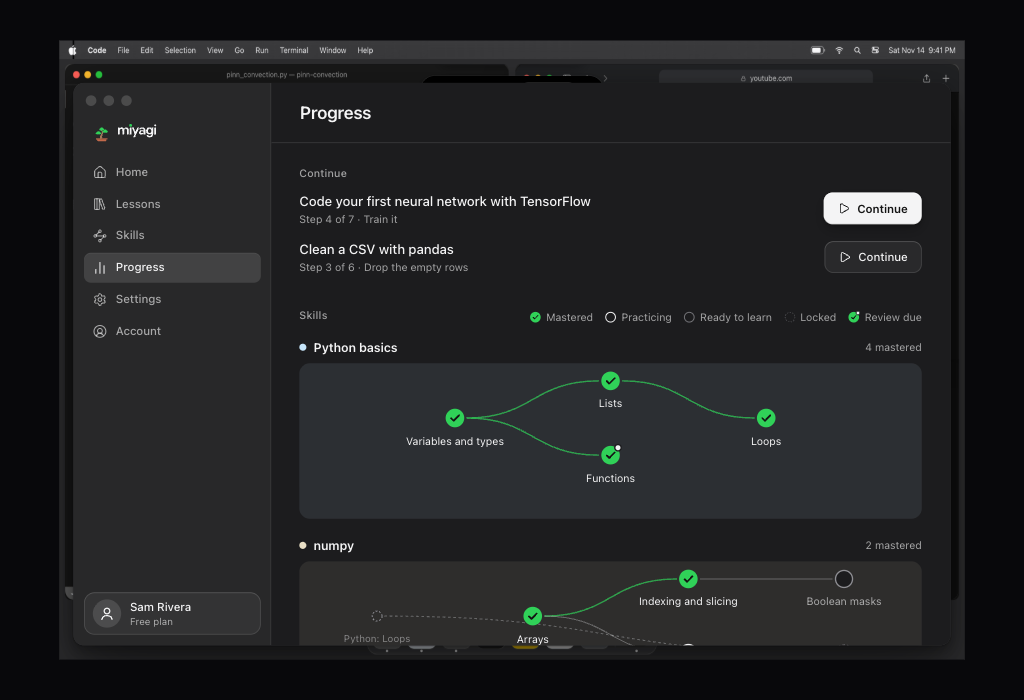 Code File Edit Selection View Go Run Terminal Window Help
Sat Nov 14 9:41 PM
pinn_convection.py — pinn-convection
youtube.com
miyagi
Home
Lessons
Skills
Progress
Settings
Account
Sam Rivera
Free plan
Progress
Continue
Code your first neural network with TensorFlow
Step 4 of 7 · Train it
Continue
Clean a CSV with pandas
Step 3 of 6 · Drop the empty rows
Continue
Skills
Mastered Practicing Ready to learn Locked Review due
Python basics
4 mastered
Lists
Variables and types
Loops
Functions
numpy
2 mastered
Indexing and slicing
Boolean masks
Python: Loops
Arrays